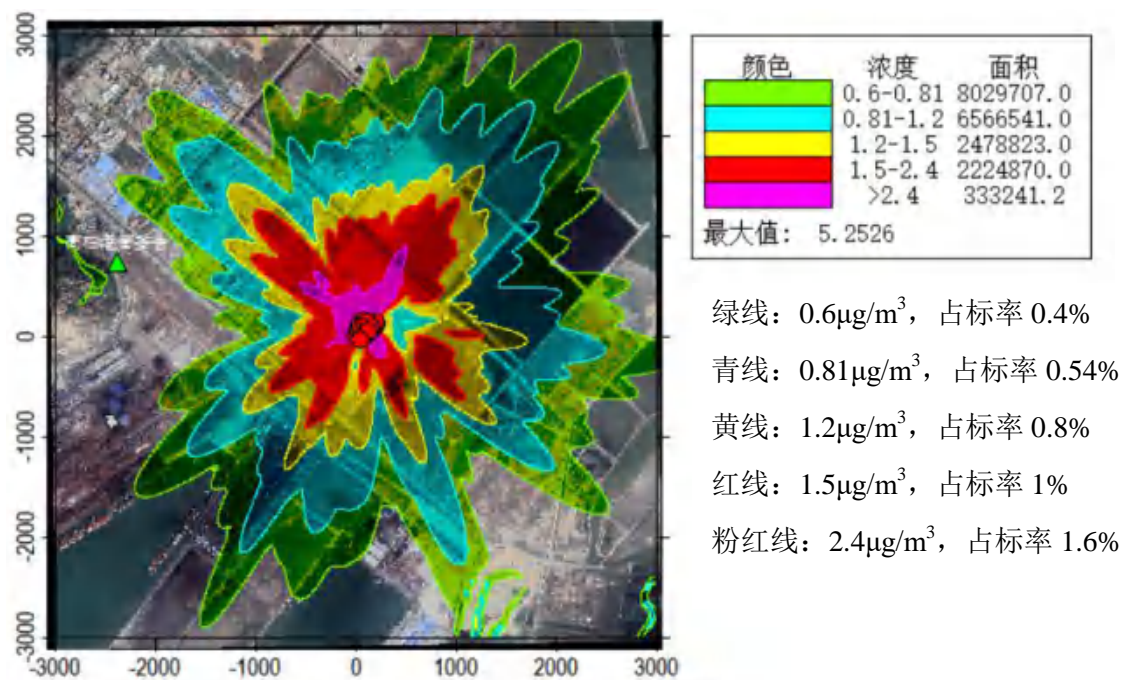 3000
2000
1000
0
-1000
-2000
-3000
-3000 -2000 -1000 0 1000 2000 3000
颜色 浓度 面积
0.6-0.81 8029707.0
0.81-1.2 6566541.0
1.2-1.5 2478823.0
1.5-2.4 2224870.0
>2.4 333241.2
最大值: 5.2526
绿线：0.6μg/m³，占标率 0.4%
青线：0.81μg/m³，占标率 0.54%
黄线：1.2μg/m³，占标率 0.8%
红线：1.5μg/m³，占标率 1%
粉红线：2.4μg/m³，占标率 1.6%